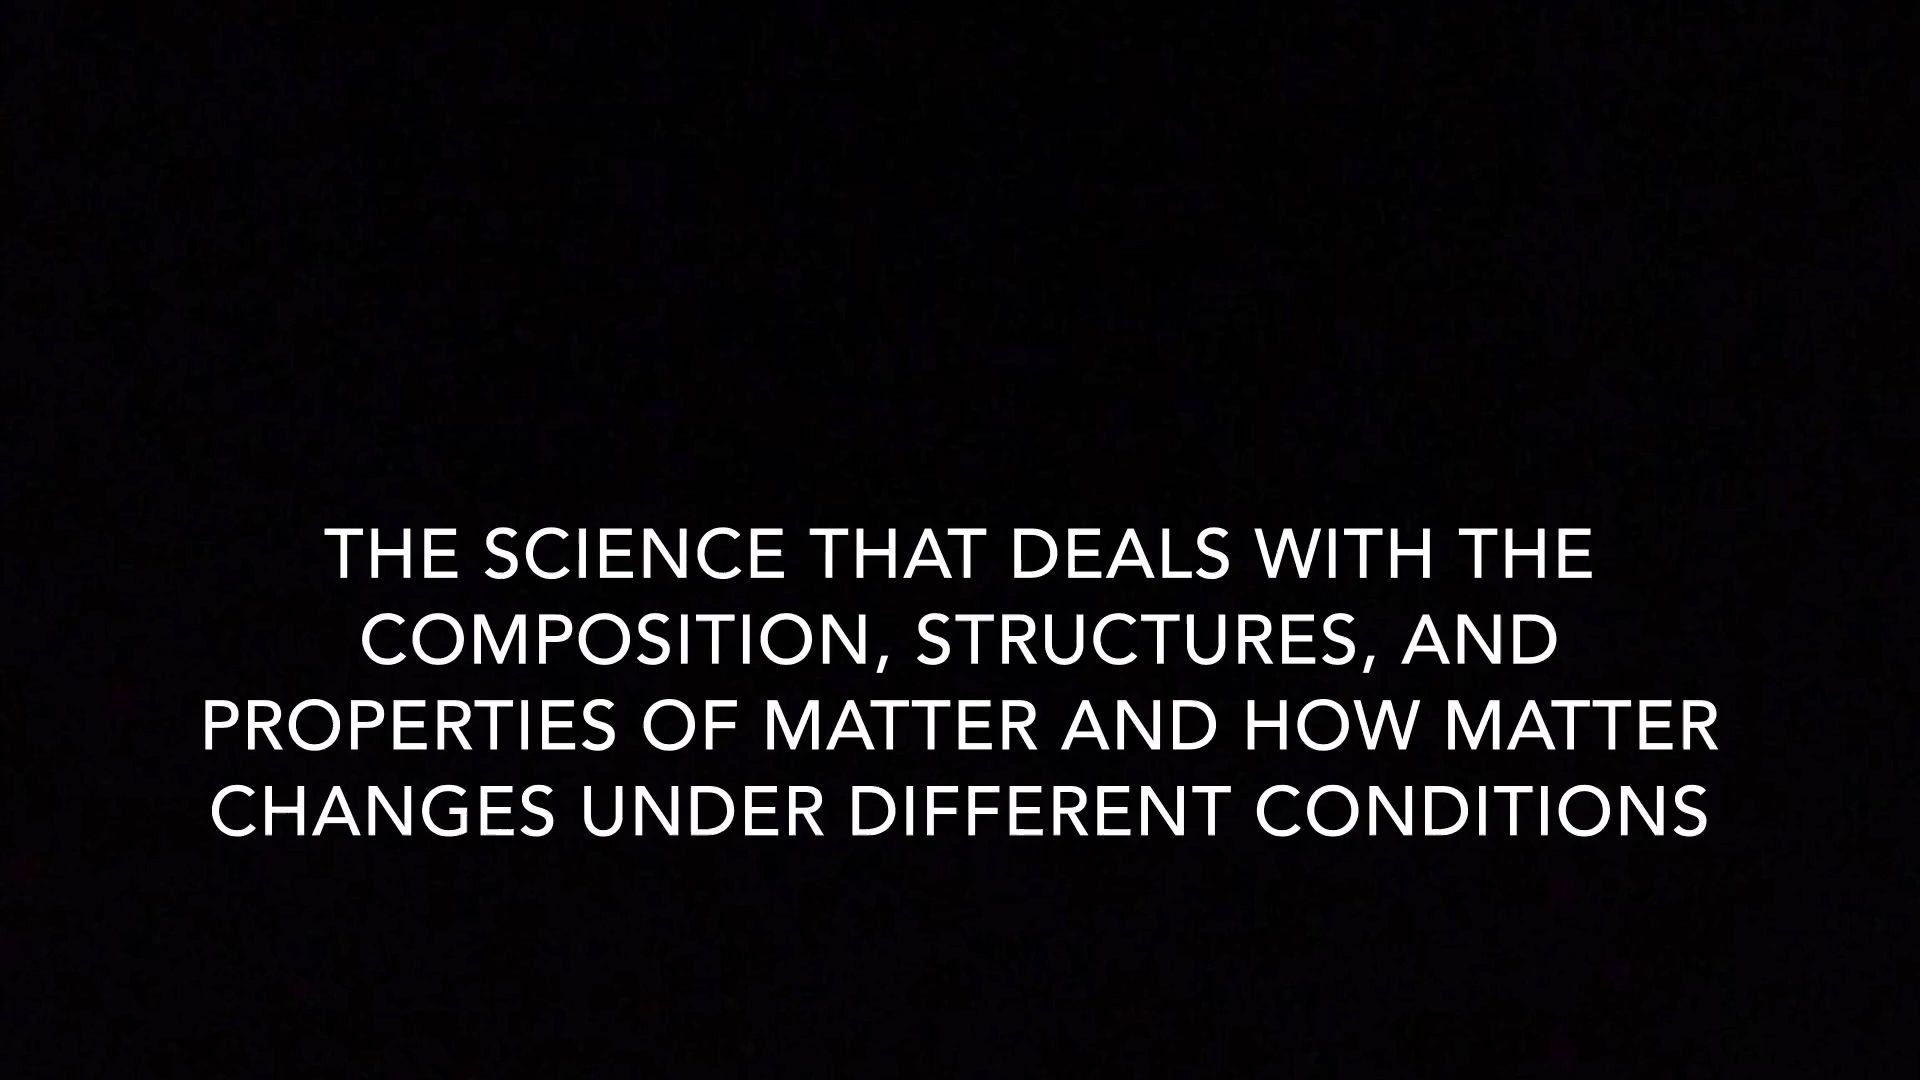 THE SCIENCE THAT DEALS WITH THE
COMPOSITION, STRUCTURES, AND
PROPERTIES OF MATTER AND HOW MATTER
CHANGES UNDER DIFFERENT CONDITIONS